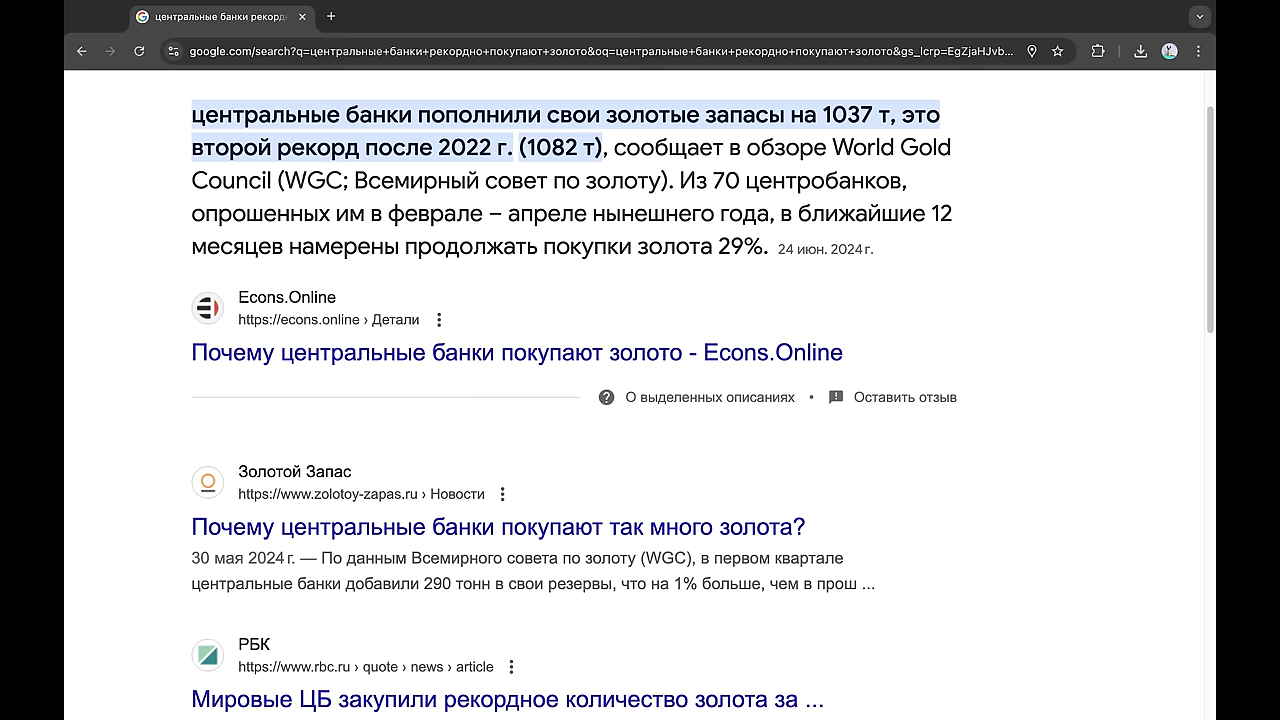 центральные банки рекордн
google.com/search?q=центральные+банки+рекордно+покупают+золото&oq=центральные+банки+рекордно+покупают+золото&gs_lcrp=EgZjaHJvb...
центральные банки пополнили свои золотые запасы на 1037 т, это
второй рекорд после 2022 г. (1082 т), сообщает в обзоре World Gold
Council (WGC; Всемирный совет по золоту). Из 70 центробанков,
опрошенных им в феврале – апреле нынешнего года, в ближайшие 12
месяцев намерены продолжать покупки золота 29%. 24 июн. 2024 г.
Econs.Online
https://econs.online › Детали
Почему центральные банки покупают золото - Econs.Online
О выделенных описаниях • Оставить отзыв
Золотой Запас
https://www.zolotoy-zapas.ru › Новости
Почему центральные банки покупают так много золота?
30 мая 2024 г. — По данным Всемирного совета по золоту (WGC), в первом квартале
центральные банки добавили 290 тонн в свои резервы, что на 1% больше, чем в прош ...
РБК
https://www.rbc.ru › quote › news › article
Мировые ЦБ закупили рекордное количество золота за ...